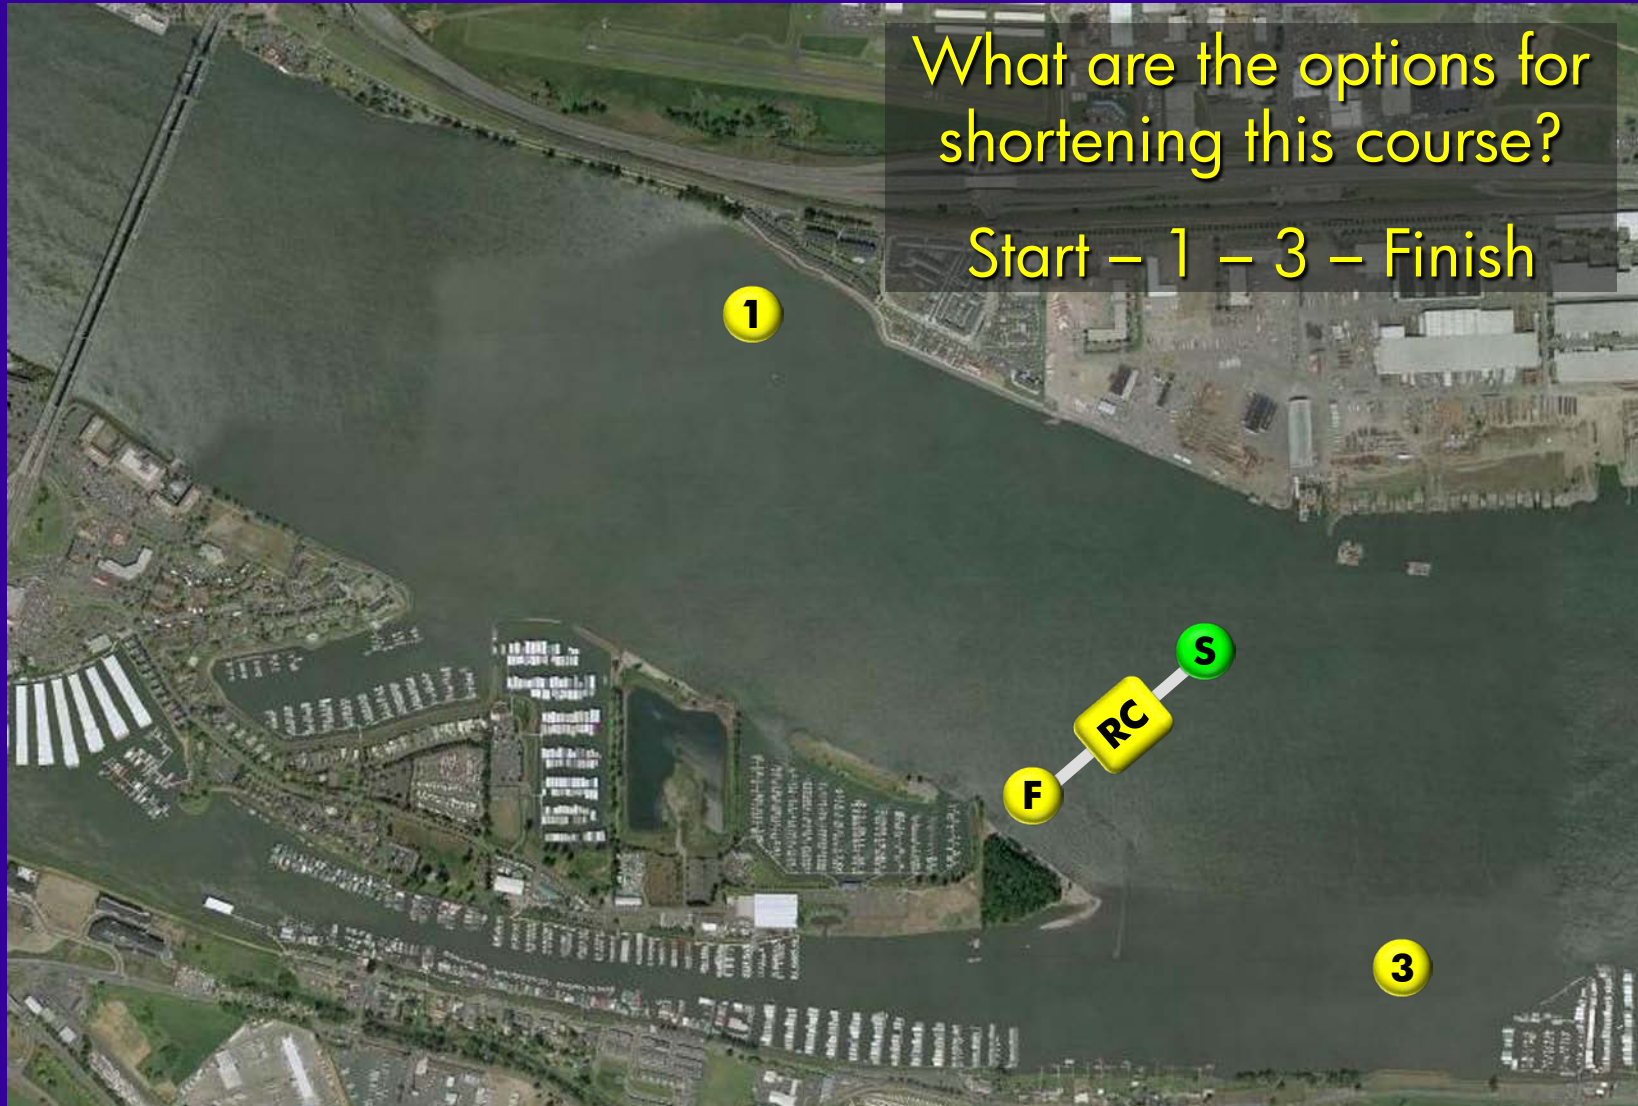 What are the options for
shortening this course?
Start – 1 – 3 – Finish
1
S
RC
F
3